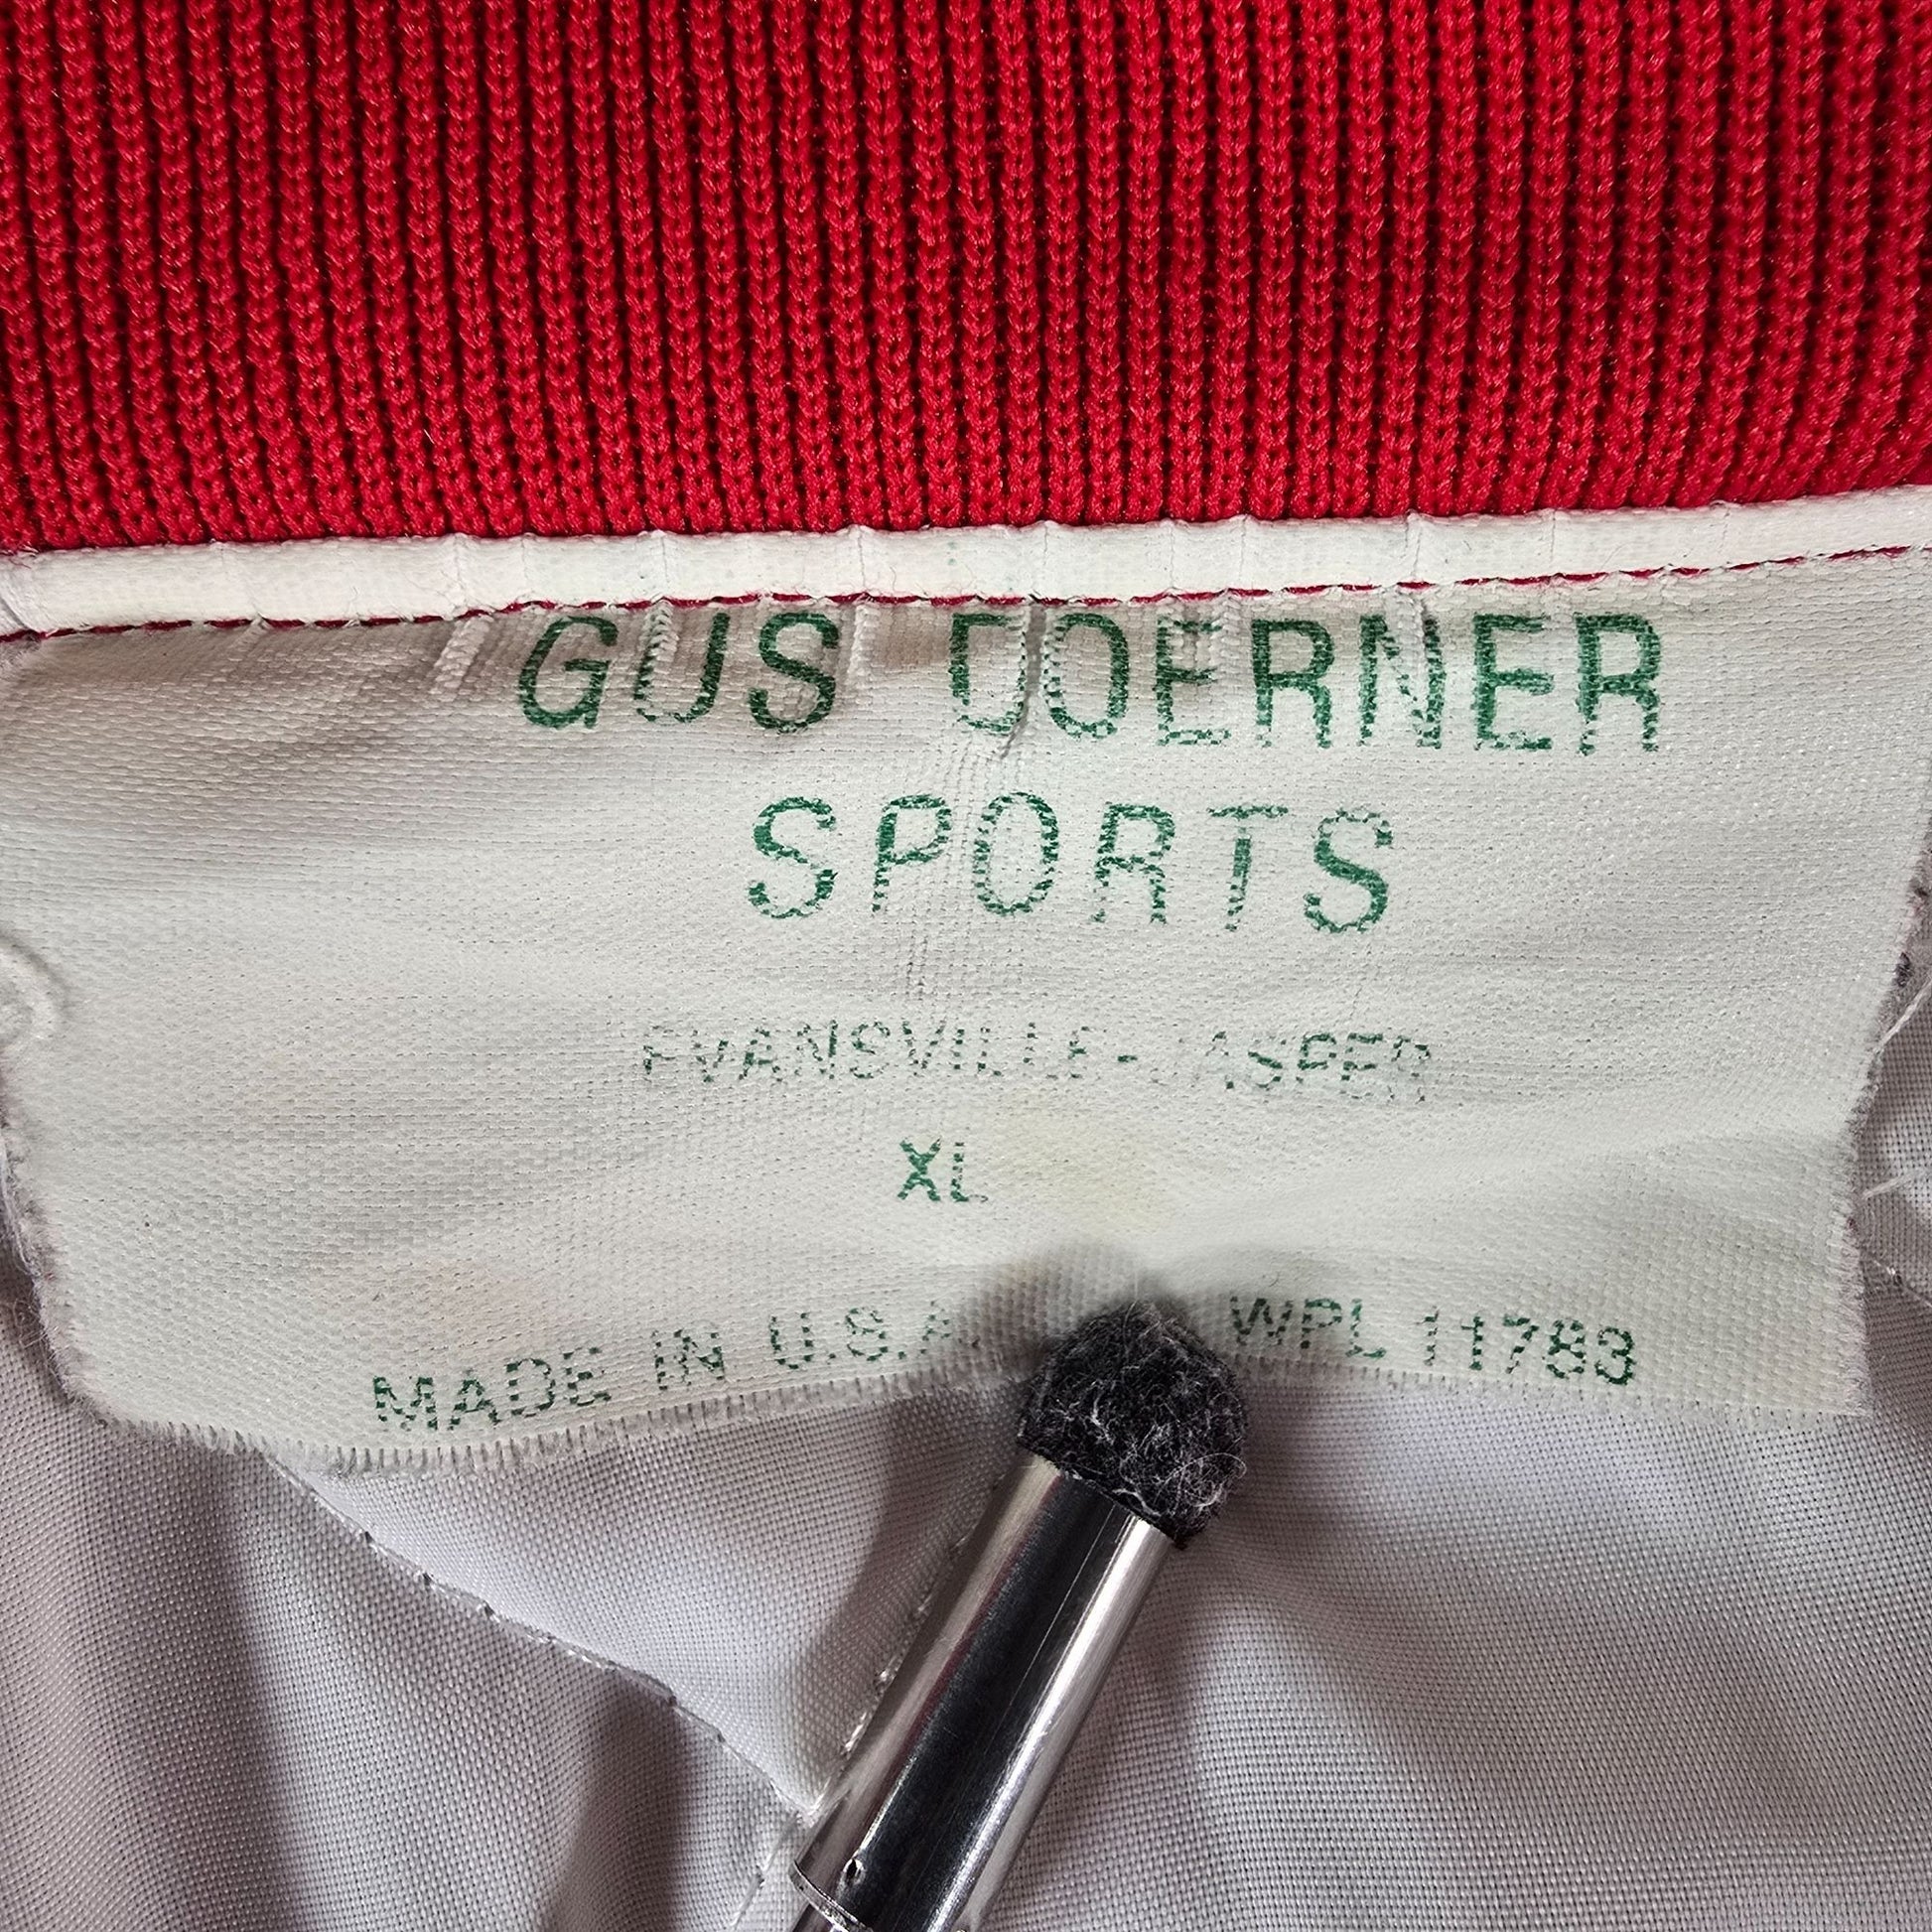 GUS DOERNER
SPORTS
EVANSVILLE-JASPER
XL
MADE IN U.S.A. WPL 11783